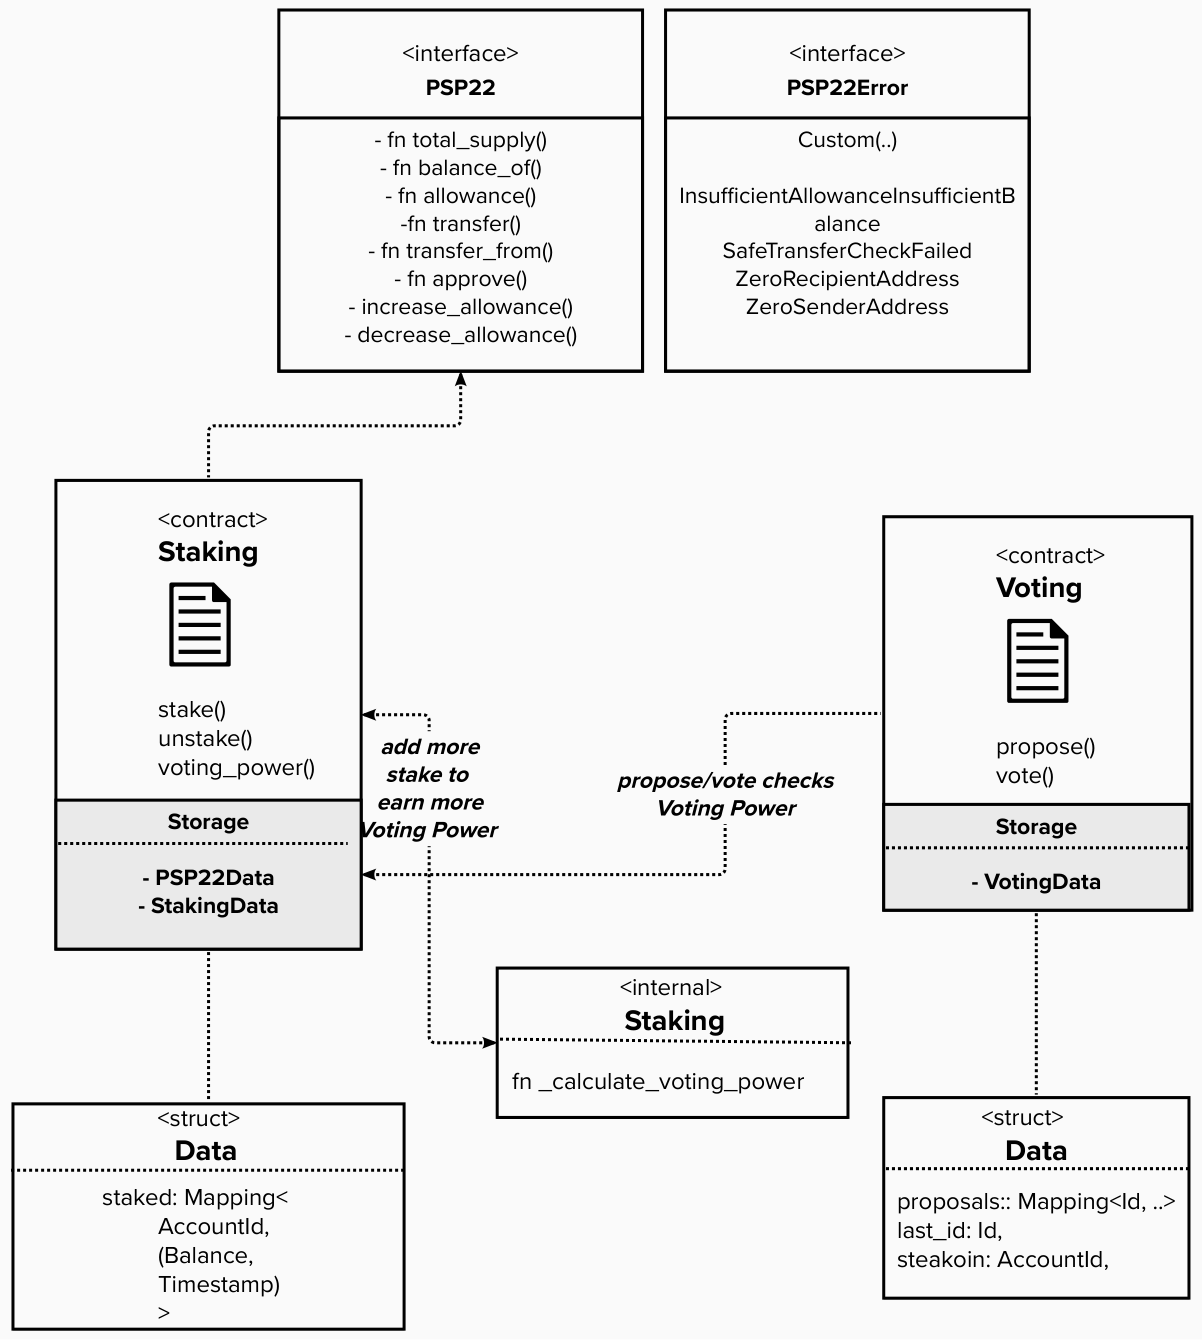 <interface>
PSP22
- fn total_supply()
- fn balance_of()
- fn allowance()
-fn transfer()
- fn transfer_from()
- fn approve()
- increase_allowance()
- decrease_allowance()
<interface>
PSP22Error
Custom(..)
InsufficientAllowanceInsufficientB
alance
SafeTransferCheckFailed
ZeroRecipientAddress
ZeroSenderAddress
<contract>
Staking
stake()
unstake()
voting_power()
Storage
- PSP22Data
- StakingData
add more
stake to
earn more
Voting Power
propose/vote checks
Voting Power
<contract>
Voting
propose()
vote()
Storage
- VotingData
<internal>
Staking
fn _calculate_voting_power
<struct>
Data
staked: Mapping<
AccountId,
(Balance,
Timestamp)
>
<struct>
Data
proposals:: Mapping<Id, ..>
last_id: Id,
steakoin: AccountId,